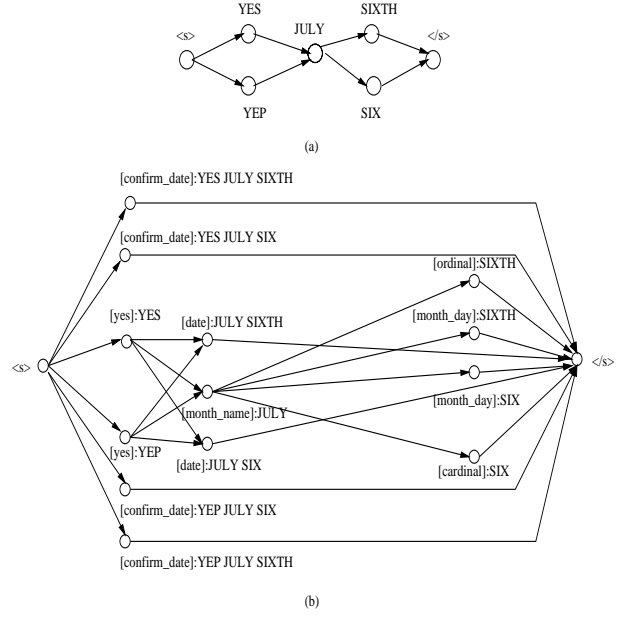 YES
SIXTH
<s>
JULY
</s>
YEP
SIX
(a)
[confirm_date]:YES JULY SIXTH
[confirm_date]:YES JULY SIX
[ordinal]:SIXTH
[yes]:YES
[date]:JULY SIXTH
[month_day]:SIXTH
<s>
</s>
[month_name]:JULY
[month_day]:SIX
[yes]:YEP
[date]:JULY SIX
[cardinal]:SIX
[confirm_date]:YEP JULY SIX
[confirm_date]:YEP JULY SIXTH
(b)